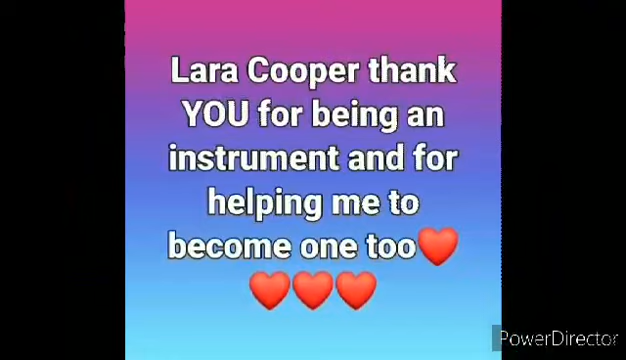 Lara Cooper thank
YOU for being an
instrument and for
helping me to
become one too❤️
❤️❤️❤️
PowerDirector